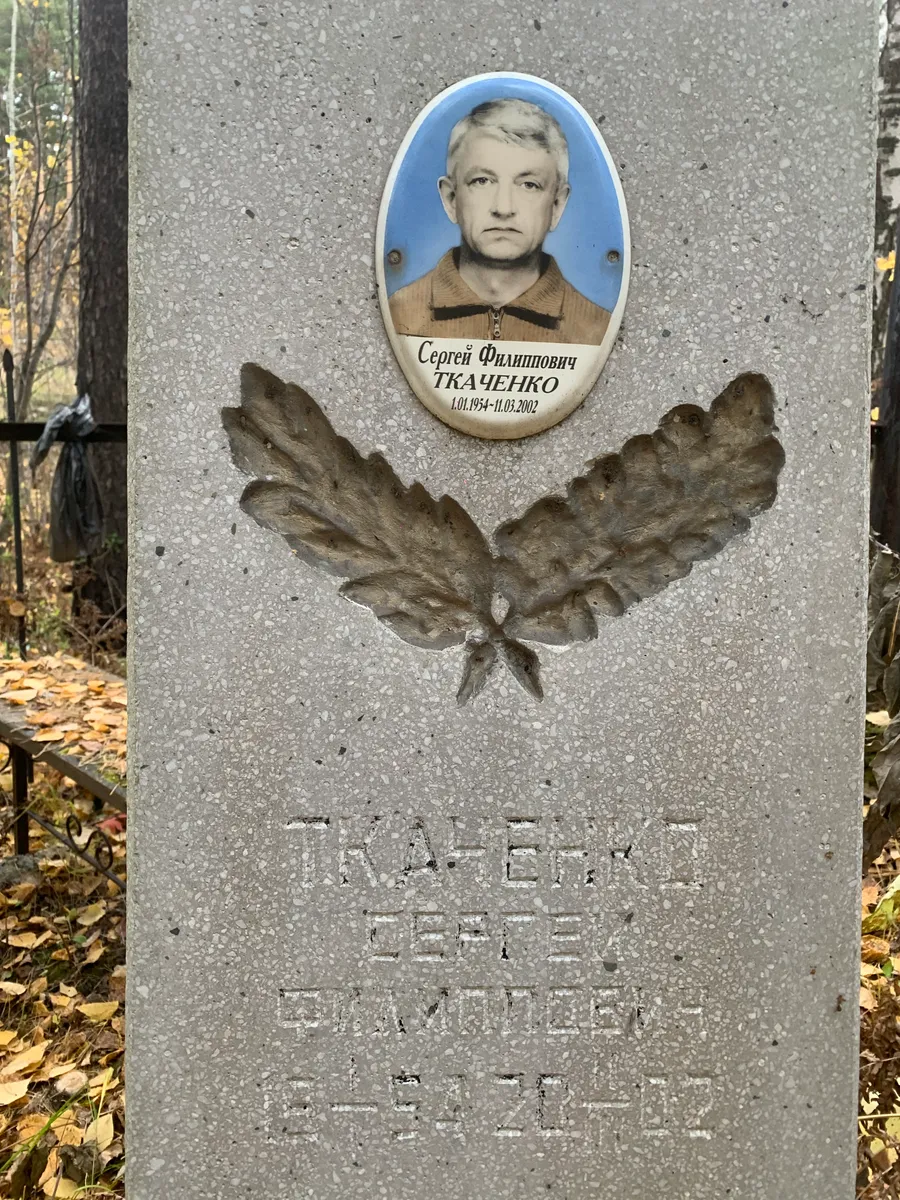 Сергей Филиппович
ТКАЧЕНКО
1.01.1954~11.03.2002
ТКАЧЕНКО
СЕРГЕЙ
ФИЛИППОВИЧ